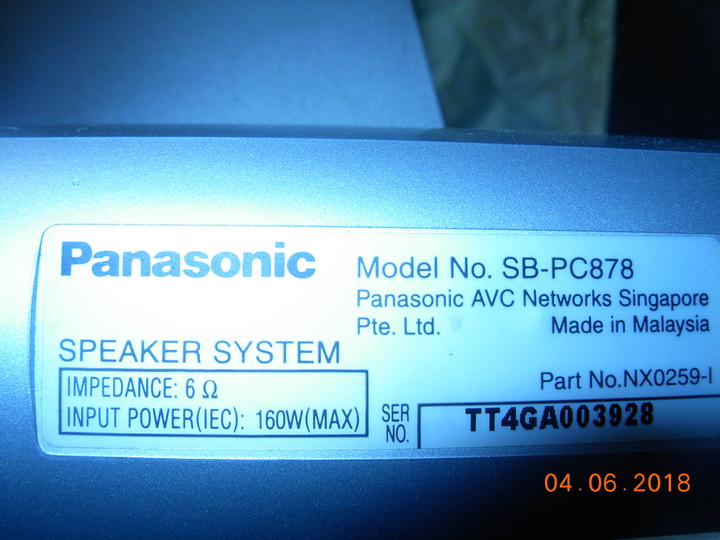 Panasonic
Model No. SB-PC878
Panasonic AVC Networks Singapore
Pte. Ltd. Made in Malaysia
SPEAKER SYSTEM
IMPEDANCE: 6 Ω
INPUT POWER(IEC): 160W(MAX)
Part No.NX0259-I
SER NO. TT4GA003928
04.06.2018